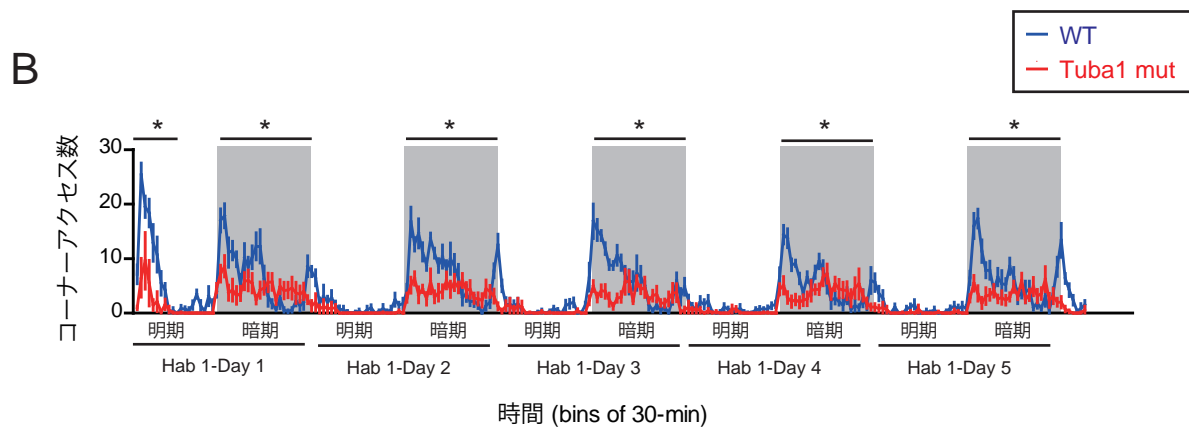 WT
Tuba1 mut
B
* * * * * *
コーナーアクセス数
30
20
10
0
明期 暗期 明期 暗期 明期 暗期 明期 暗期 明期 暗期
Hab 1-Day 1 Hab 1-Day 2 Hab 1-Day 3 Hab 1-Day 4 Hab 1-Day 5
時間 (bins of 30-min)